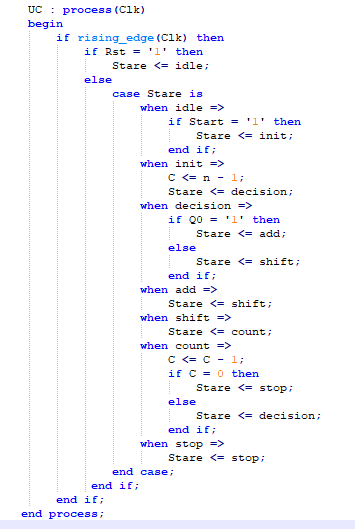 UC : process(Clk)
begin
    if rising_edge(Clk) then
        if Rst = '1' then
            Stare <= idle;
        else
            case Stare is
                when idle =>
                    if Start = '1' then
                        Stare <= init;
                    end if;
                when init =>
                    C <= n - 1;
                    Stare <= decision;
                when decision =>
                    if Q0 = '1' then
                        Stare <= add;
                    else
                        Stare <= shift;
                    end if;
                when add =>
                    Stare <= shift;
                when shift =>
                    Stare <= count;
                when count =>
                    C <= C - 1;
                    if C = 0 then
                        Stare <= stop;
                    else
                        Stare <= decision;
                    end if;
                when stop =>
                    Stare <= stop;
            end case;
         end if;
    end if;
end process;